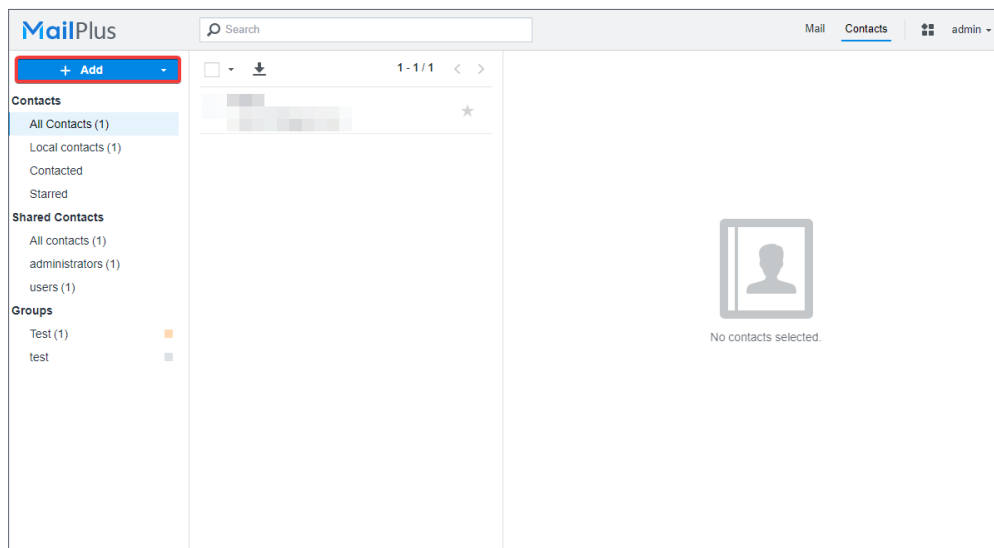 MailPlus
Search
Mail
Contacts
admin
+ Add
1 - 1 / 1
Contacts
All Contacts (1)
Local contacts (1)
Contacted
Starred
Shared Contacts
All contacts (1)
administrators (1)
users (1)
Groups
Test (1)
test
No contacts selected.